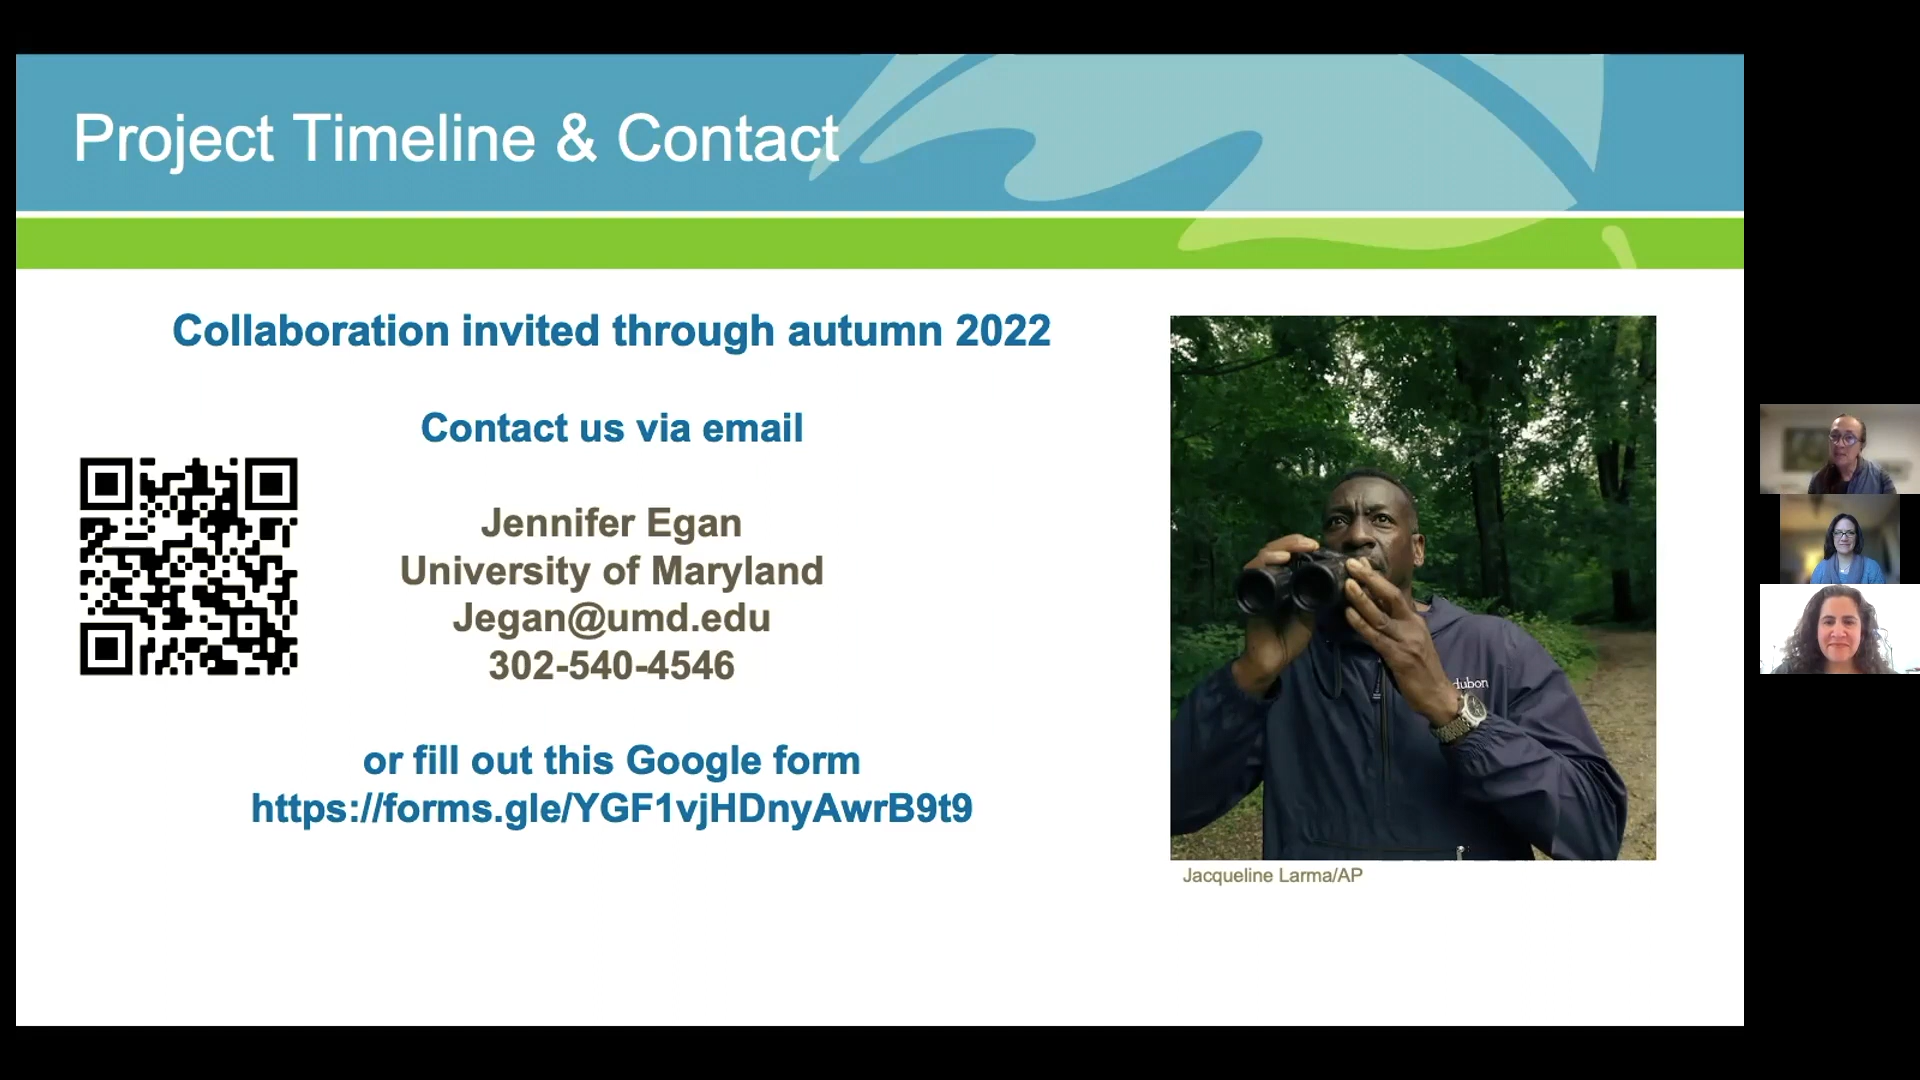 Project Timeline & Contact
Collaboration invited through autumn 2022
Contact us via email
Jennifer Egan
University of Maryland
Jegan@umd.edu
302-540-4546
or fill out this Google form
https://forms.gle/YGF1vjHDnyAwrB9t9
dubon
Jacqueline Larma/AP